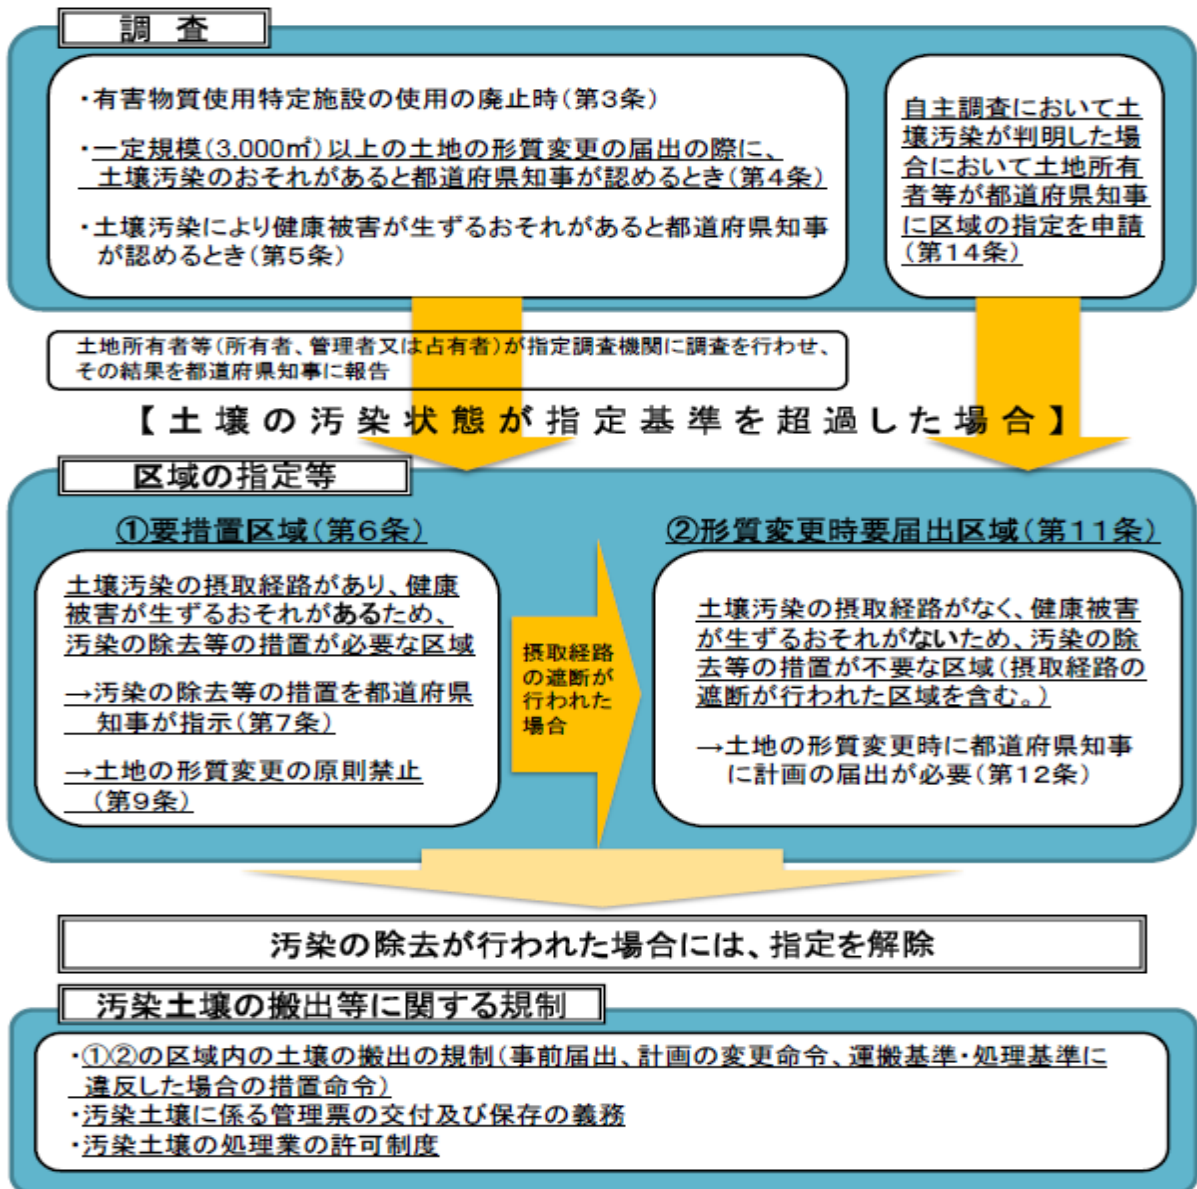 調 査
・有害物質使用特定施設の使用の廃止時(第3条)
・一定規模(3,000㎡)以上の土地の形質変更の届出の際に、
土壌汚染のおそれがあると都道府県知事が認めるとき(第4条)
・土壌汚染により健康被害が生ずるおそれがあると都道府県知事
が認めるとき(第5条)
自主調査において土
壌汚染が判明した場
合において土地所有
者等が都道府県知事
に区域の指定を申請
(第14条)
土地所有者等(所有者、管理者又は占有者)が指定調査機関に調査を行わせ、
その結果を都道府県知事に報告
【土壌の汚染状態が指定基準を超過した場合】
区域の指定等
①要措置区域(第6条)
土壌汚染の摂取経路があり、健康
被害が生ずるおそれがあるため、
汚染の除去等の措置が必要な区域
→汚染の除去等の措置を都道府県
知事が指示(第7条)
→土地の形質変更の原則禁止
(第9条)
摂取経路
の遮断が
行われた
場合
②形質変更時要届出区域(第11条)
土壌汚染の摂取経路がなく、健康被害
が生ずるおそれがないため、汚染の除
去等の措置が不要な区域(摂取経路の
遮断が行われた区域を含む。)
→土地の形質変更時に都道府県知事
に計画の届出が必要(第12条)
汚染の除去が行われた場合には、指定を解除
汚染土壌の搬出等に関する規制
・①②の区域内の土壌の搬出の規制(事前届出、計画の変更命令、運搬基準・処理基準に
違反した場合の措置命令)
・汚染土壌に係る管理票の交付及び保存の義務
・汚染土壌の処理業の許可制度